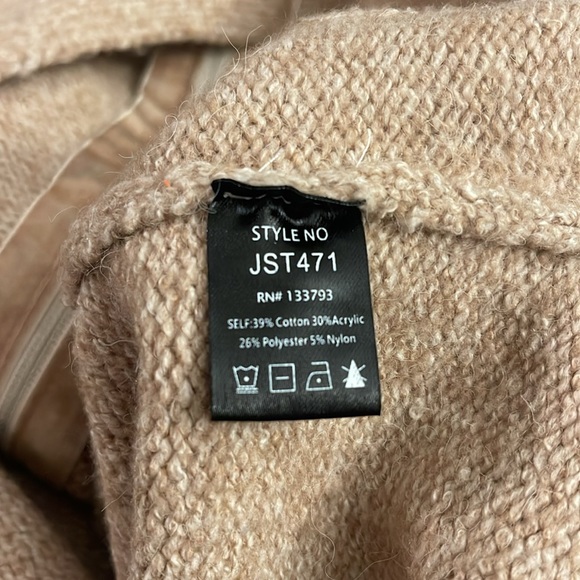 STYLE NO
JST471
RN# 133793
SELF:39% Cotton 30%Acrylic
26% Polyester 5% Nylon